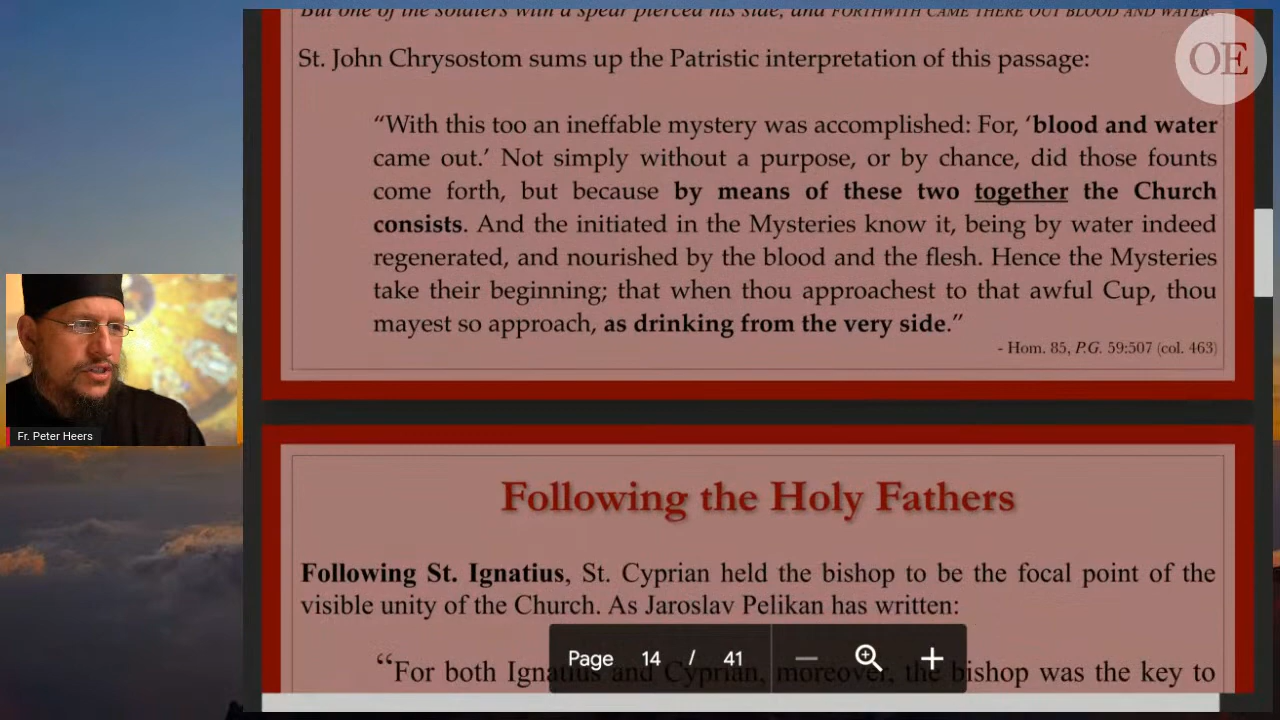 But one of the soldiers with a spear pierced his side, and FORTHWITH CAME THERE OUT BLOOD AND WATER.
OE
St. John Chrysostom sums up the Patristic interpretation of this passage:
“With this too an ineffable mystery was accomplished: For, ‘blood and water
came out.’ Not simply without a purpose, or by chance, did those founts
come forth, but because by means of these two together the Church
consists. And the initiated in the Mysteries know it, being by water indeed
regenerated, and nourished by the blood and the flesh. Hence the Mysteries
take their beginning; that when thou approachest to that awful Cup, thou
mayest so approach, as drinking from the very side.”
- Hom. 85, P.G. 59:507 (col. 463)
Fr. Peter Heers
Following the Holy Fathers
Following St. Ignatius, St. Cyprian held the bishop to be the focal point of the
visible unity of the Church. As Jaroslav Pelikan has written:
“For both Ignatius and Cyprian, moreover, the bishop was the key to
Page 14 / 41